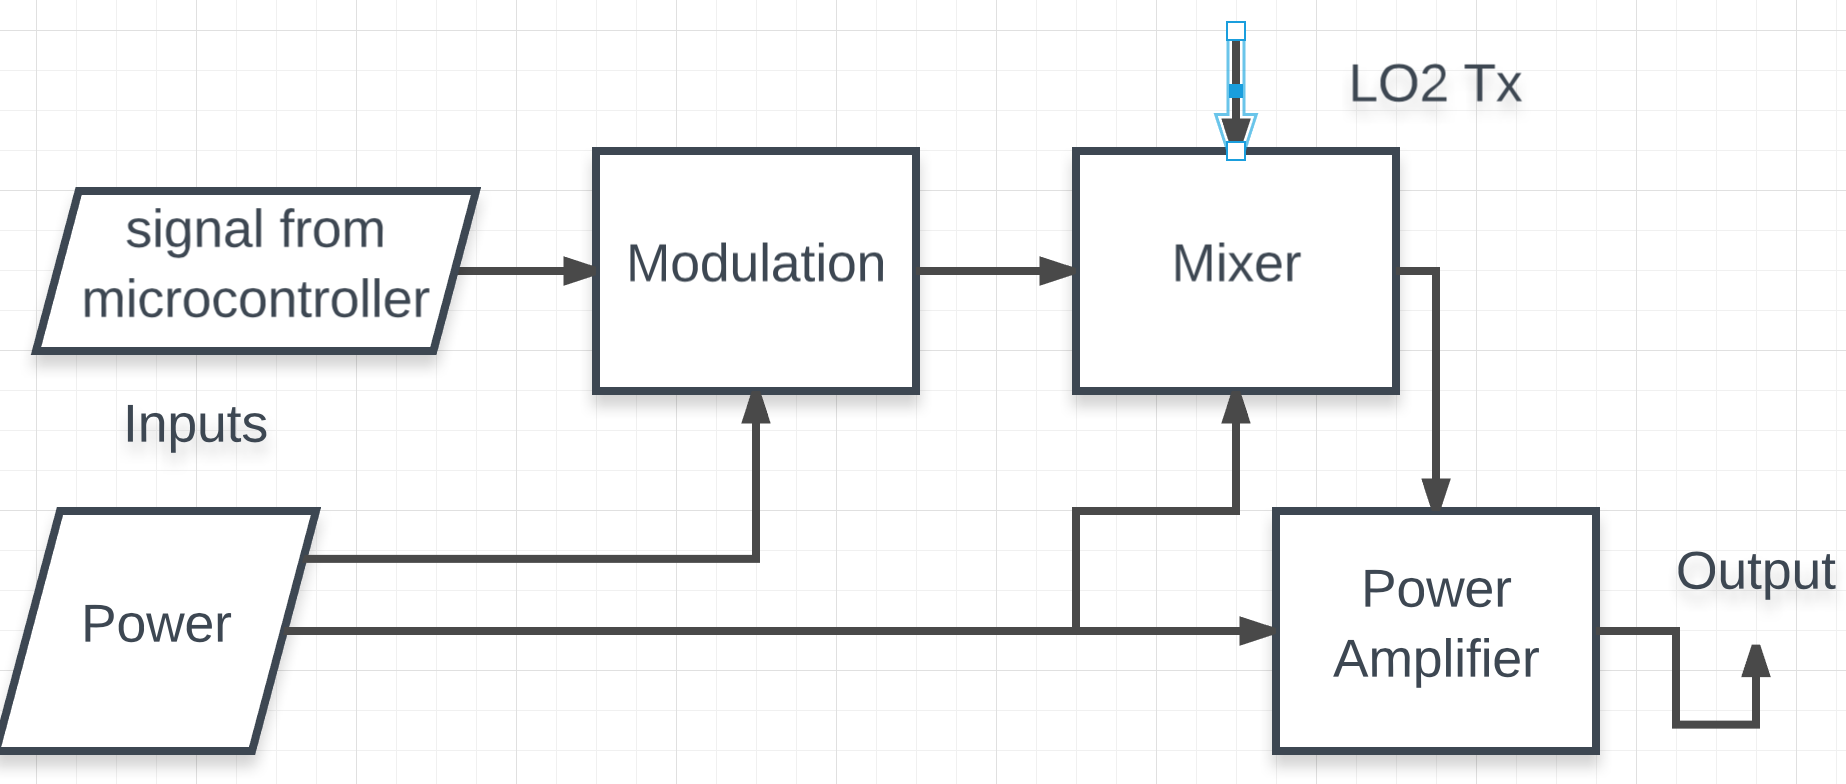 LO2 Tx
signal from
microcontroller
Modulation
Mixer
Inputs
Power
Power
Amplifier
Output